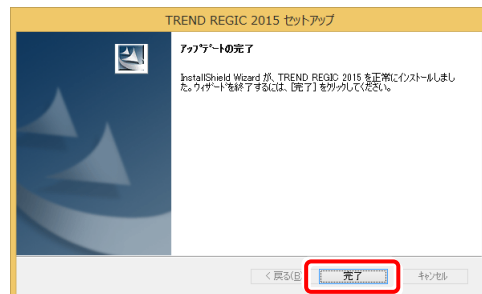 TREND REGIC 2015 セットアップ
アップデートの完了
InstallShield Wizard が、TREND REGIC 2015 を正常にインストールしまし
た。ウィザードを終了するには、[完了] をクリックしてください。
< 戻る(B
完了
キャンセル